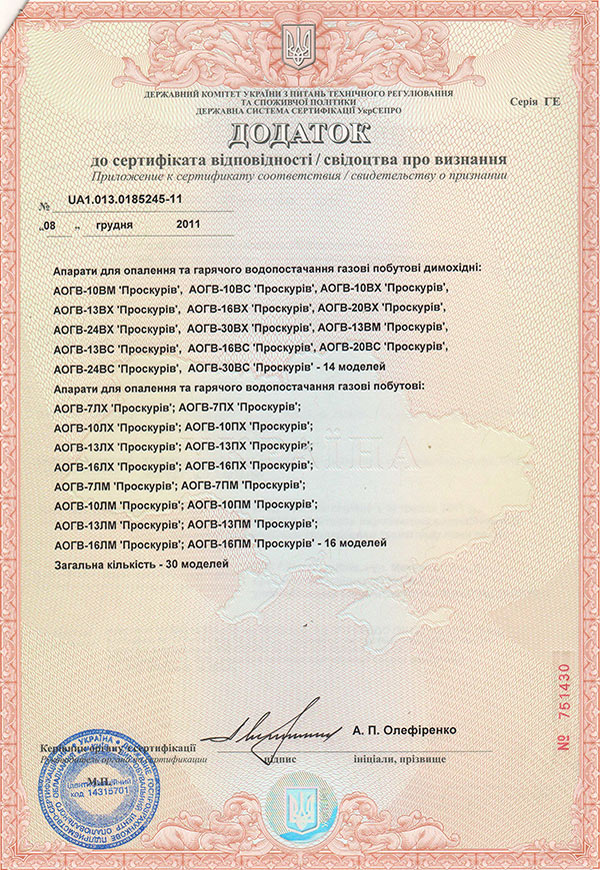 ДЕРЖАВНИЙ КОМІТЕТ УКРАЇНИ З ПИТАНЬ ТЕХНІЧНОГО РЕГУЛЮВАННЯ
ТА СПОЖИВЧОЇ ПОЛІТИКИ
ДЕРЖАВНА СИСТЕМА СЕРТИФІКАЦІЇ УкрСЕПРО
Серія ГЕ
ДОДАТОК
до сертифіката відповідності / свідоцтва про визнання
Приложение к сертификату соответствия / свидетельству о признании
№ UA1.013.0185245-11
„08 „ грудня 2011
Апарати для опалення та гарячого водопостачання газові побутові димохідні:
АОГВ-10ВМ 'Проскурів', АОГВ-10ВС 'Проскурів', АОГВ-10ВХ 'Проскурів',
АОГВ-13ВХ 'Проскурів', АОГВ-16ВХ 'Проскурів', АОГВ-20ВХ 'Проскурів',
АОГВ-24ВХ 'Проскурів', АОГВ-30ВХ 'Проскурів', АОГВ-13ВМ 'Проскурів',
АОГВ-13ВС 'Проскурів', АОГВ-16ВС 'Проскурів', АОГВ-20ВС 'Проскурів',
АОГВ-24ВС 'Проскурів', АОГВ-30ВС 'Проскурів' - 14 моделей
Апарати для опалення та гарячого водопостачання газові побутові:
АОГВ-7ЛХ 'Проскурів'; АОГВ-7ПХ 'Проскурів';
АОГВ-10ЛХ 'Проскурів'; АОГВ-10ПХ 'Проскурів';
АОГВ-13ЛХ 'Проскурів'; АОГВ-13ПХ 'Проскурів';
АОГВ-16ЛХ 'Проскурів'; АОГВ-16ПХ 'Проскурів';
АОГВ-7ЛМ 'Проскурів'; АОГВ-7ПМ 'Проскурів';
АОГВ-10ЛМ 'Проскурів'; АОГВ-10ПМ 'Проскурів';
АОГВ-13ЛМ 'Проскурів'; АОГВ-13ПМ 'Проскурів';
АОГВ-16ЛМ 'Проскурів'; АОГВ-16ПМ 'Проскурів' - 16 моделей
Загальна кількість - 30 моделей
№ 751430
А. П. Олефіренко
Керівник органу з сертифікації
Руководитель органа по сертификации
підпис
ініціали, прізвище
М.П.
УКРАЇНА
Ідентифікаційний
код 14315701